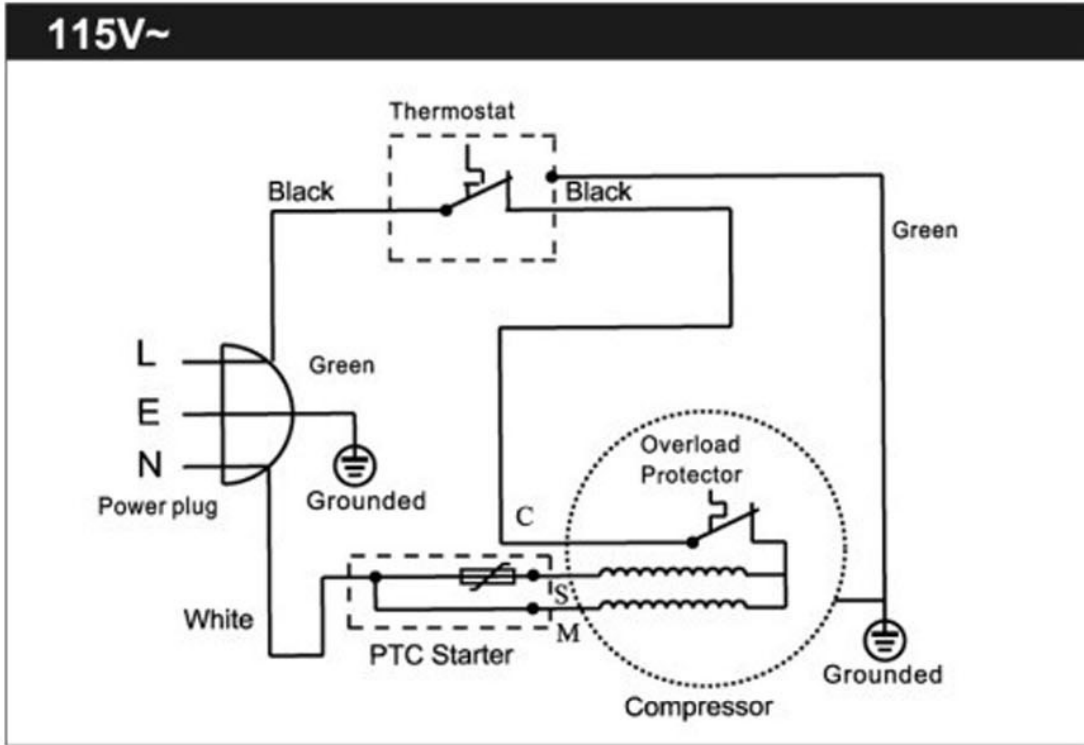 115V~
Thermostat
Black
Black
Green
L
Green
E
N
Power plug
Grounded
Overload
Protector
C
S
M
White
PTC Starter
Grounded
Compressor